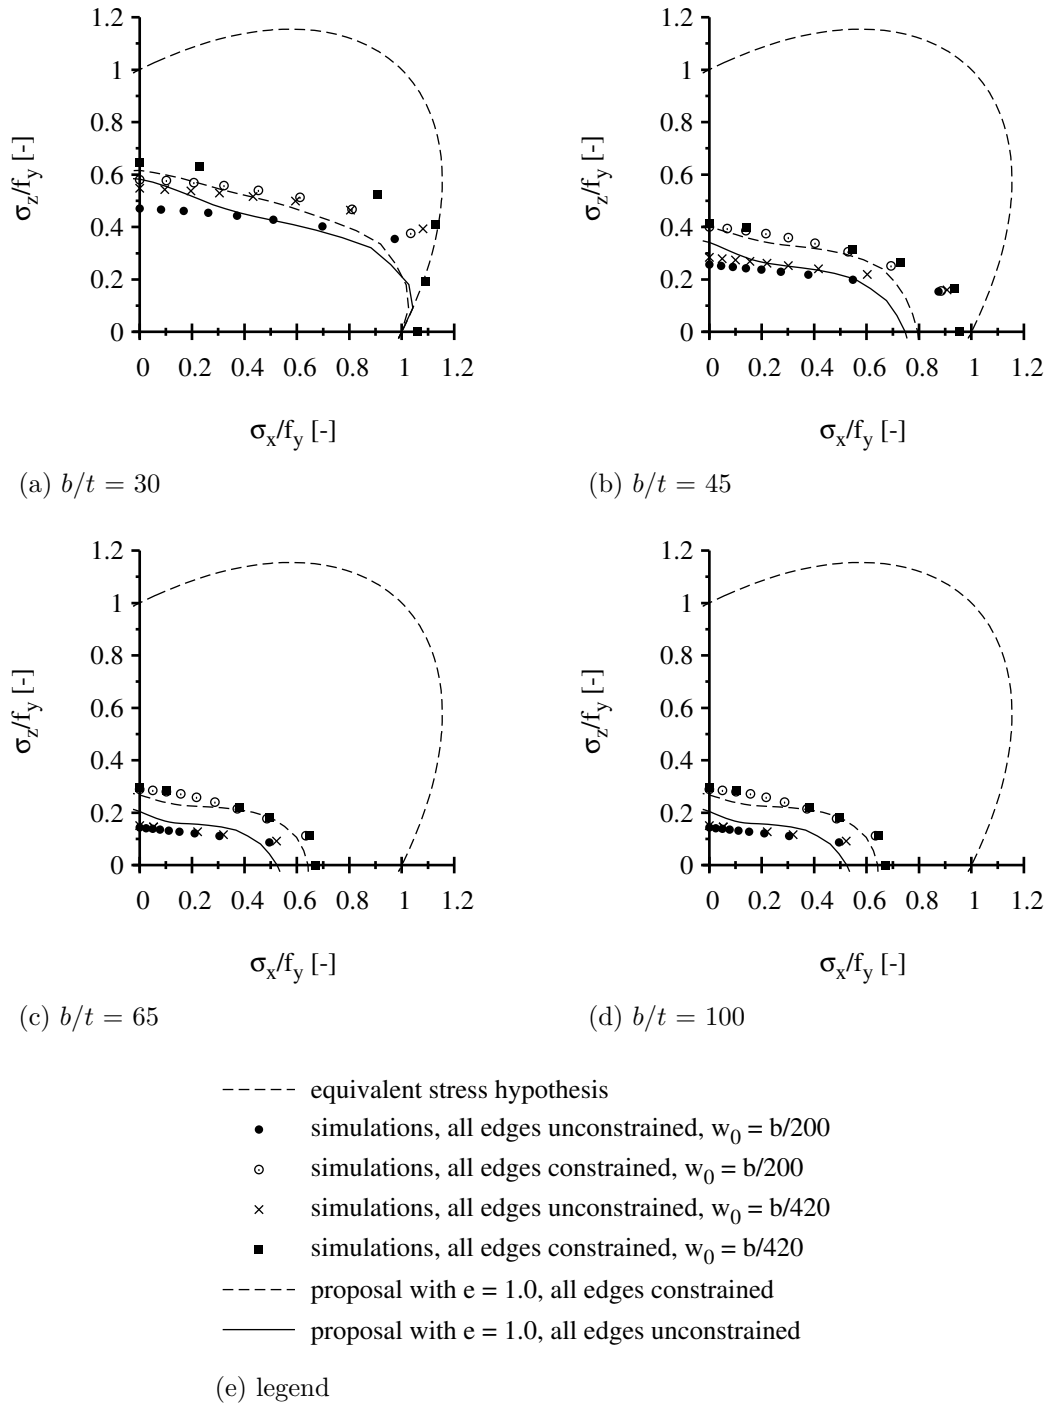 1.2
1
0.8
0.6
0.4
0.2
0
σz/fy [-]
0 0.2 0.4 0.6 0.8 1 1.2
σx/fy [-]
(a) b/t = 30
1.2
1
0.8
0.6
0.4
0.2
0
σz/fy [-]
0 0.2 0.4 0.6 0.8 1 1.2
σx/fy [-]
(b) b/t = 45
1.2
1
0.8
0.6
0.4
0.2
0
σz/fy [-]
0 0.2 0.4 0.6 0.8 1 1.2
σx/fy [-]
(c) b/t = 65
1.2
1
0.8
0.6
0.4
0.2
0
σz/fy [-]
0 0.2 0.4 0.6 0.8 1 1.2
σx/fy [-]
(d) b/t = 100
equivalent stress hypothesis
simulations, all edges unconstrained, w0 = b/200
simulations, all edges constrained, w0 = b/200
simulations, all edges unconstrained, w0 = b/420
simulations, all edges constrained, w0 = b/420
proposal with e = 1.0, all edges constrained
proposal with e = 1.0, all edges unconstrained
(e) legend